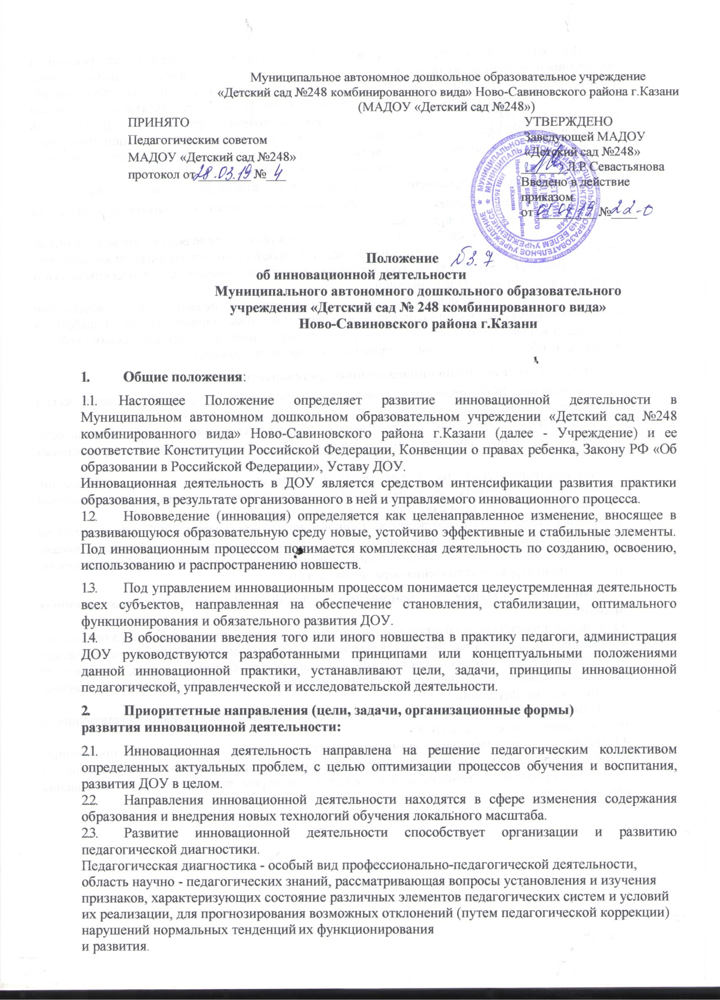 Муниципальное автономное дошкольное образовательное учреждение
«Детский сад №248 комбинированного вида» Ново-Савиновского района г.Казани
(МАДОУ «Детский сад №248»)
ПРИНЯТО
Педагогическим советом
МАДОУ «Детский сад №248»
протокол от 28.03.19 № 4
УТВЕРЖДЕНО
Заведующей МАДОУ
«Детский сад №248»
Л.Р.Севастьянова
Введено в действие
приказом
от 01.04.19 № 22-о
«ДЕТСКИЙ
САД № 248
КОМБИНИРОВАННОГО
ВИДА»
Ново-Савиновского района
г.Казани
Положение 3.7
об инновационной деятельности
Муниципального автономного дошкольного образовательного
учреждения «Детский сад № 248 комбинированного вида»
Ново-Савиновского района г.Казани
1. Общие положения:
1.1. Настоящее Положение определяет развитие инновационной деятельности в
Муниципальном автономном дошкольном образовательном учреждении «Детский сад №248
комбинированного вида» Ново-Савиновского района г.Казани (далее - Учреждение) и ее
соответствие Конституции Российской Федерации, Конвенции о правах ребенка, Закону РФ «Об
образовании в Российской Федерации», Уставу ДОУ.
Инновационная деятельность в ДОУ является средством интенсификации развития практики
образования, в результате организованного в ней и управляемого инновационного процесса.
1.2. Нововведение (инновация) определяется как целенаправленное изменение, вносящее в
развивающуюся образовательную среду новые, устойчиво эффективные и стабильные элементы.
Под инновационным процессом понимается комплексная деятельность по созданию, освоению,
использованию и распространению новшеств.
1.3. Под управлением инновационным процессом понимается целеустремленная деятельность
всех субъектов, направленная на обеспечение становления, стабилизации, оптимального
функционирования и обязательного развития ДОУ.
1.4. В обосновании введения того или иного новшества в практику педагоги, администрация
ДОУ руководствуются разработанными принципами или концептуальными положениями
данной инновационной практики, устанавливают цели, задачи, принципы инновационной
педагогической, управленческой и исследовательской деятельности.
2. Приоритетные направления (цели, задачи, организационные формы)
развития инновационной деятельности:
2.1. Инновационная деятельность направлена на решение педагогическим коллективом
определенных актуальных проблем, с целью оптимизации процессов обучения и воспитания,
развития ДОУ в целом.
2.2. Направления инновационной деятельности находятся в сфере изменения содержания
образования и внедрения новых технологий обучения локального масштаба.
2.3. Развитие инновационной деятельности способствует организации и развитию
педагогической диагностики.
Педагогическая диагностика - особый вид профессионально-педагогической деятельности,
область научно - педагогических знаний, рассматривающая вопросы установления и изучения
признаков, характеризующих состояние различных элементов педагогических систем и условий
их реализации, для прогнозирования возможных отклонений (путем педагогической коррекции)
нарушений нормальных тенденций их функционирования
и развития.